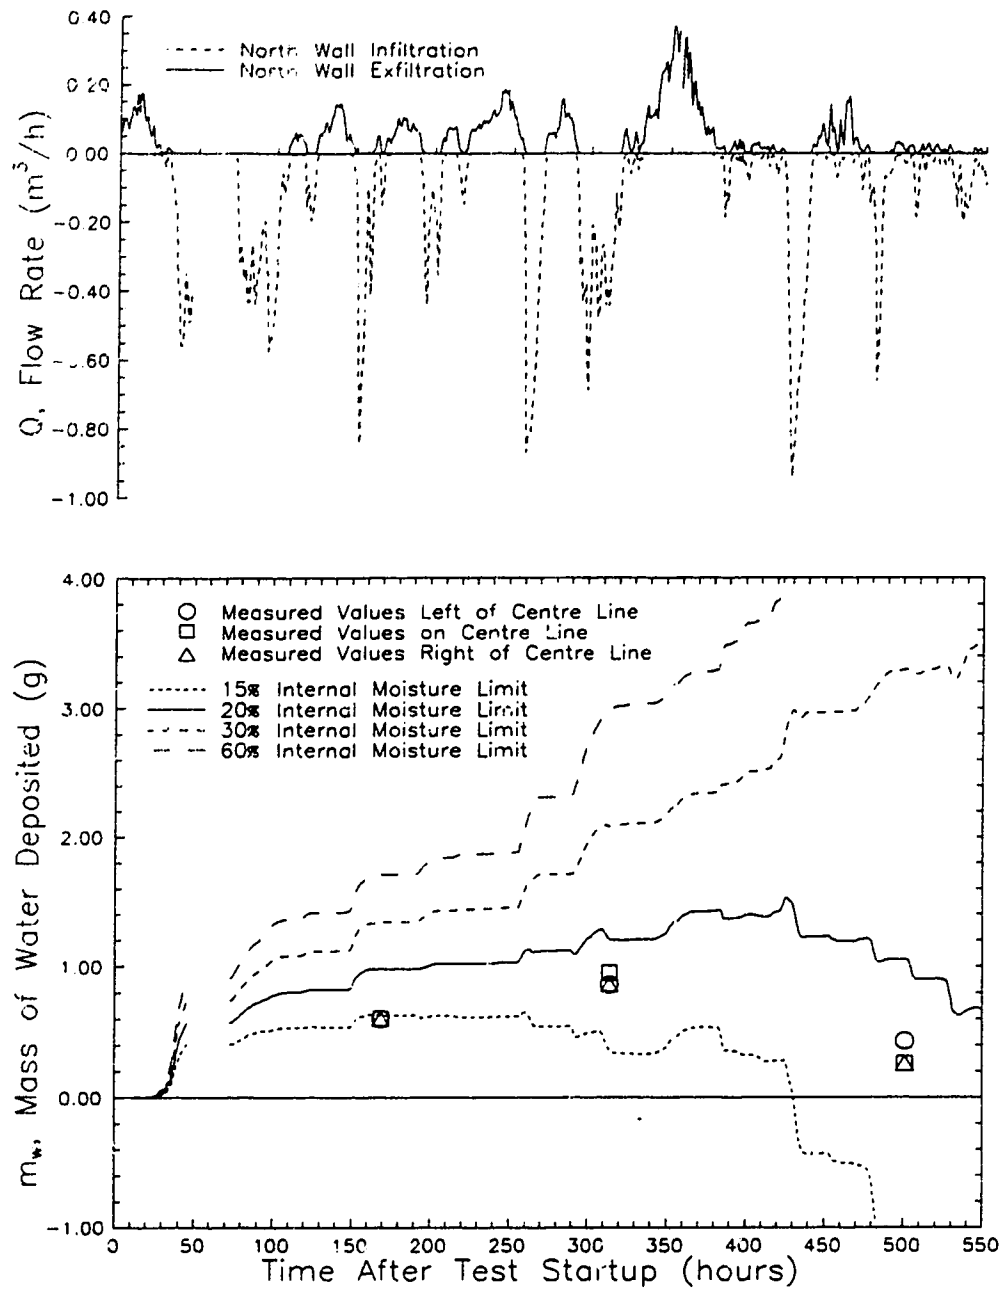 0.40
0.20
0.00
-0.20
-0.40
-0.60
-0.80
-1.00
Q, Flow Rate (m³/h)
North Wall Infiltration
North Wall Exfiltration
4.00
3.00
2.00
1.00
0.00
-1.00
m_w, Mass of Water Deposited (g)
Measured Values Left of Centre Line
Measured Values on Centre Line
Measured Values Right of Centre Line
15% Internal Moisture Limit
20% Internal Moisture Limit
30% Internal Moisture Limit
60% Internal Moisture Limit
0 50 100 150 200 250 300 350 400 450 500 550
Time After Test Startup (hours)